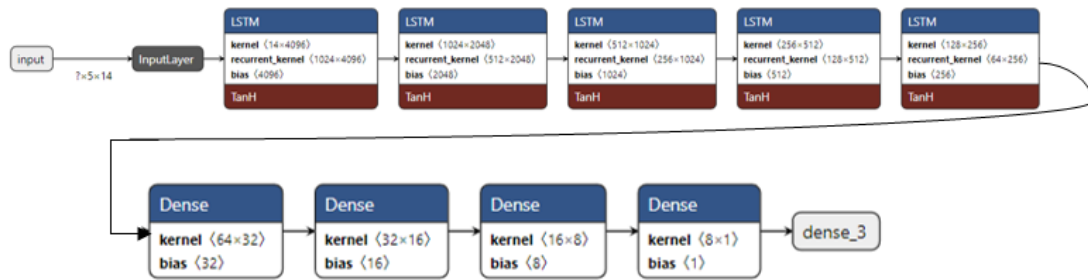 input
?×5×14
InputLayer
LSTM
kernel ⟨14×4096⟩
recurrent_kernel ⟨1024×4096⟩
bias ⟨4096⟩
TanH
LSTM
kernel ⟨1024×2048⟩
recurrent_kernel ⟨512×2048⟩
bias ⟨2048⟩
TanH
LSTM
kernel ⟨512×1024⟩
recurrent_kernel ⟨256×1024⟩
bias ⟨1024⟩
TanH
LSTM
kernel ⟨256×512⟩
recurrent_kernel ⟨128×512⟩
bias ⟨512⟩
TanH
LSTM
kernel ⟨128×256⟩
recurrent_kernel ⟨64×256⟩
bias ⟨256⟩
TanH
Dense
kernel ⟨64×32⟩
bias ⟨32⟩
Dense
kernel ⟨32×16⟩
bias ⟨16⟩
Dense
kernel ⟨16×8⟩
bias ⟨8⟩
Dense
kernel ⟨8×1⟩
bias ⟨1⟩
dense_3